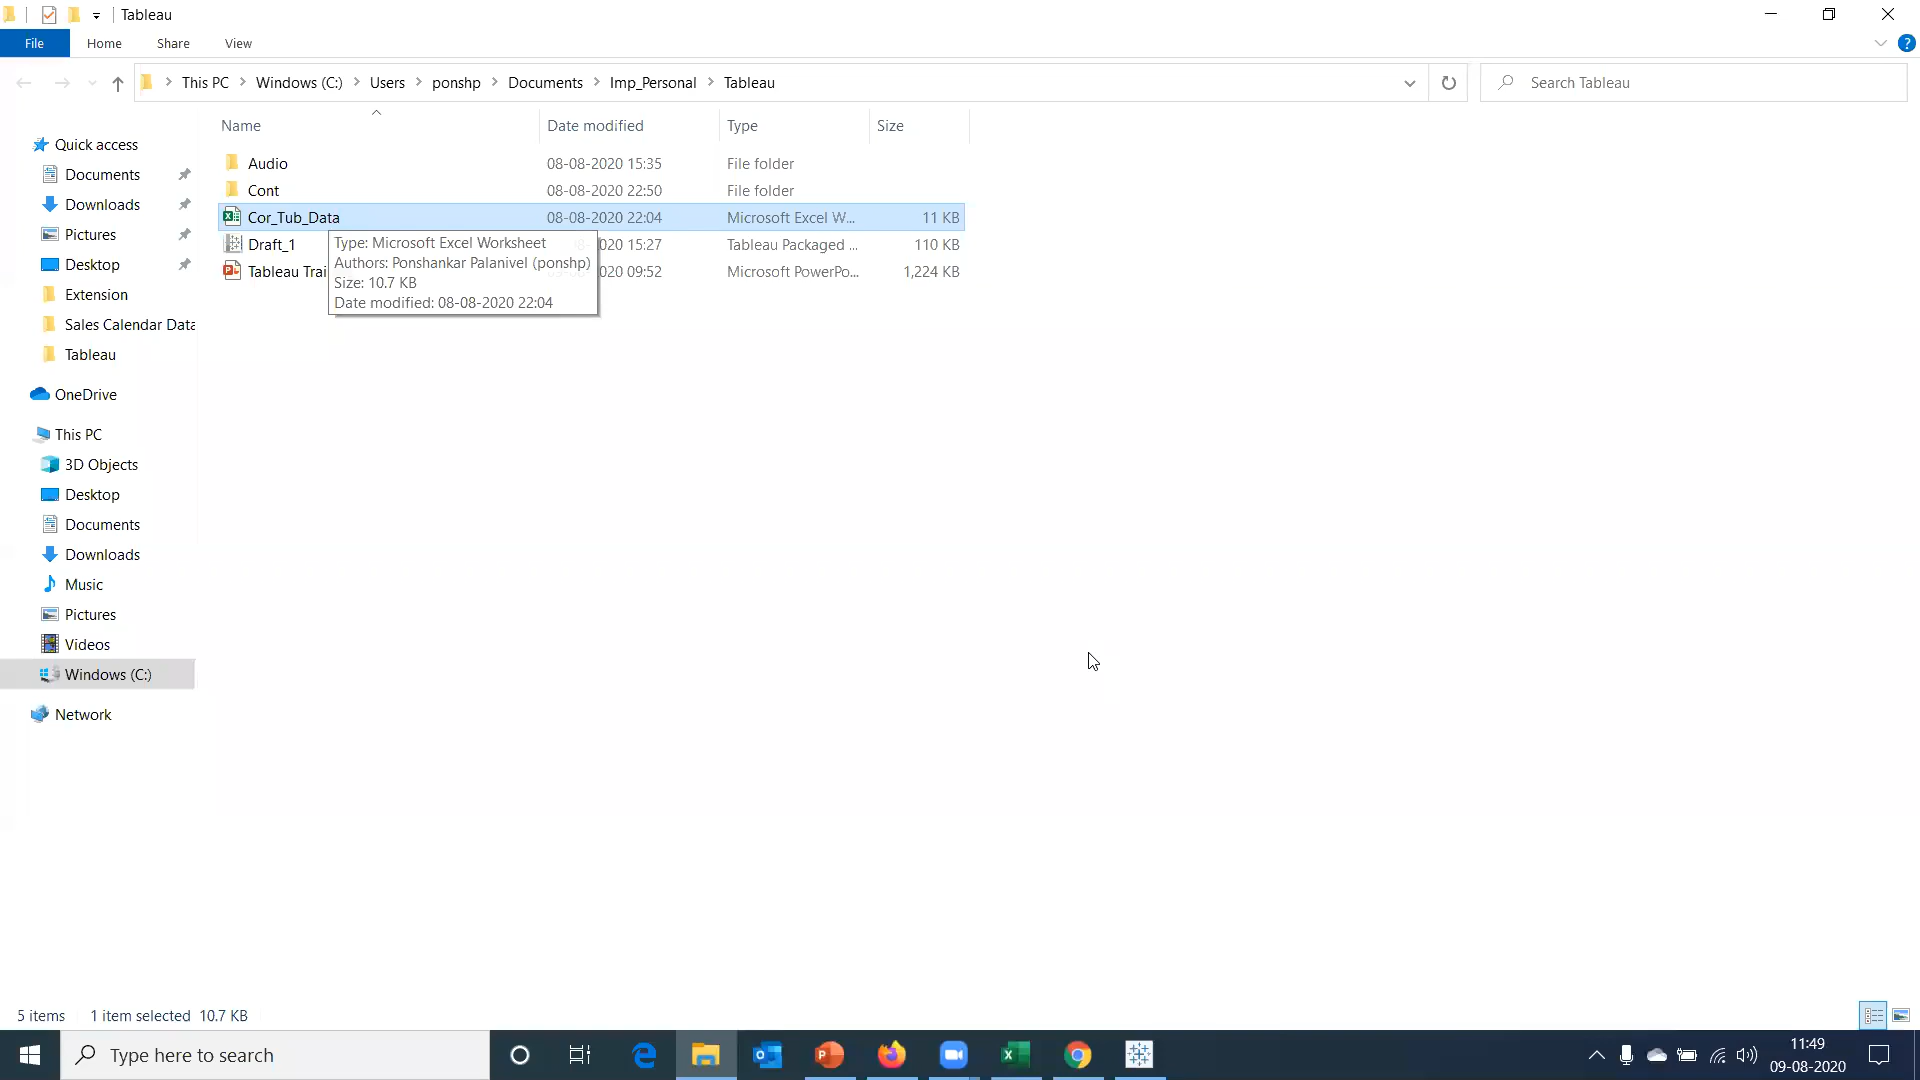 Tableau
File Home Share View
This PC Windows (C:) Users ponshp Documents Imp_Personal Tableau
Search Tableau
Name Date modified Type Size
Quick access
Documents
Downloads
Pictures
Desktop
Extension
Sales Calendar Data
Tableau
OneDrive
This PC
3D Objects
Desktop
Documents
Downloads
Music
Pictures
Videos
Windows (C:)
Network
Audio 08-08-2020 15:35 File folder
Cont 08-08-2020 22:50 File folder
Cor_Tub_Data 08-08-2020 22:04 Microsoft Excel W... 11 KB
Draft_1 020 15:27 Tableau Packaged ... 110 KB
Tableau Trai 020 09:52 Microsoft PowerPo... 1,224 KB
Type: Microsoft Excel Worksheet
Authors: Ponshankar Palanivel (ponshp)
Size: 10.7 KB
Date modified: 08-08-2020 22:04
5 items 1 item selected 10.7 KB
Type here to search
11:49
09-08-2020